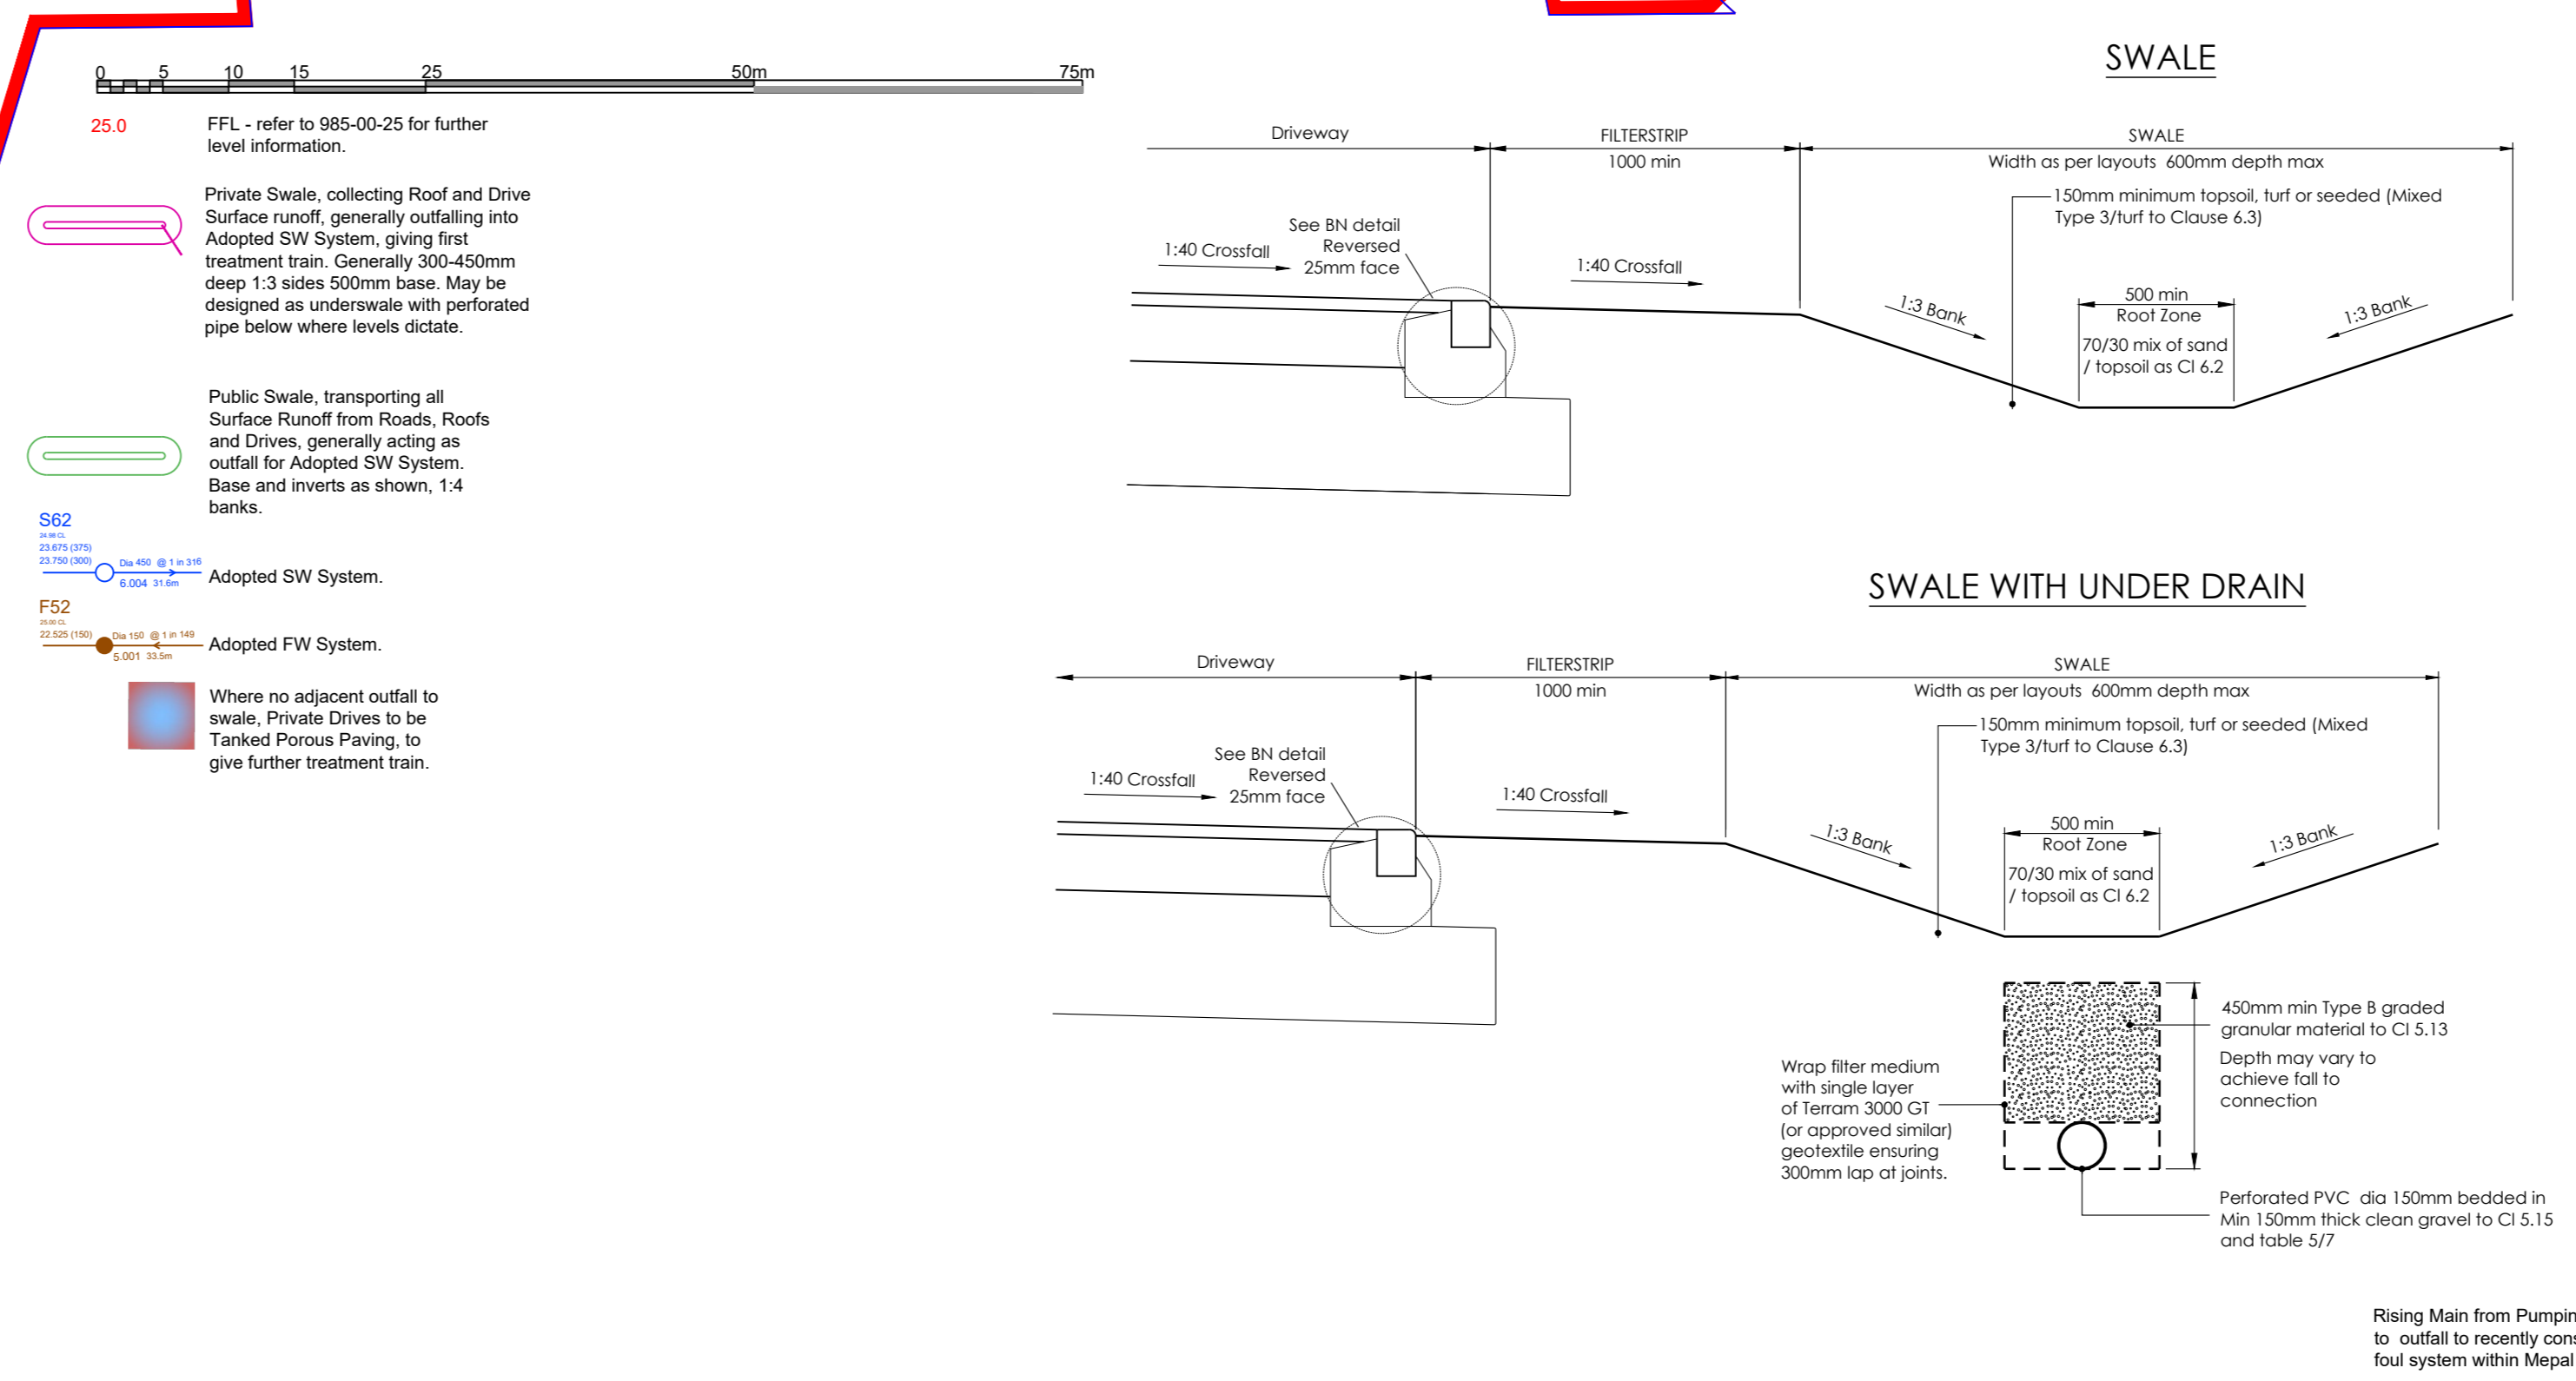 0 5 10 15 25 50m 75m
25.0
FFL - refer to 985-00-25 for further
level information.
Private Swale, collecting Roof and Drive
Surface runoff, generally outfalling into
Adopted SW System, giving first
treatment train. Generally 300-450mm
deep 1:3 sides 500mm base. May be
designed as underswale with perforated
pipe below where levels dictate.
Public Swale, transporting all
Surface Runoff from Roads, Roofs
and Drives, generally acting as
outfall for Adopted SW System.
Base and inverts as shown, 1:4
banks.
S62
24.98 CL
23.675 (375)
23.750 (300)
Dia 450 @ 1 in 316
6.004 31.6m
Adopted SW System.
F52
25.00 CL
22.525 (150)
Dia 150 @ 1 in 149
5.001 33.5m
Adopted FW System.
Where no adjacent outfall to
swale, Private Drives to be
Tanked Porous Paving, to
give further treatment train.
SWALE
Driveway
FILTERSTRIP
1000 min
SWALE
Width as per layouts 600mm depth max
150mm minimum topsoil, turf or seeded (Mixed
Type 3/turf to Clause 6.3)
See BN detail
Reversed
25mm face
1:40 Crossfall
1:40 Crossfall
1:3 Bank
500 min
Root Zone
70/30 mix of sand
/ topsoil as Cl 6.2
1:3 Bank
SWALE WITH UNDER DRAIN
Driveway
FILTERSTRIP
1000 min
SWALE
Width as per layouts 600mm depth max
150mm minimum topsoil, turf or seeded (Mixed
Type 3/turf to Clause 6.3)
See BN detail
Reversed
25mm face
1:40 Crossfall
1:40 Crossfall
1:3 Bank
500 min
Root Zone
70/30 mix of sand
/ topsoil as Cl 6.2
1:3 Bank
450mm min Type B graded
granular material to Cl 5.13
Depth may vary to
achieve fall to
connection
Wrap filter medium
with single layer
of Terram 3000 GT
(or approved similar)
geotextile ensuring
300mm lap at joints.
Perforated PVC dia 150mm bedded in
Min 150mm thick clean gravel to Cl 5.15
and table 5/7
Rising Main from Pumpin
to outfall to recently cons
foul system within Mepal